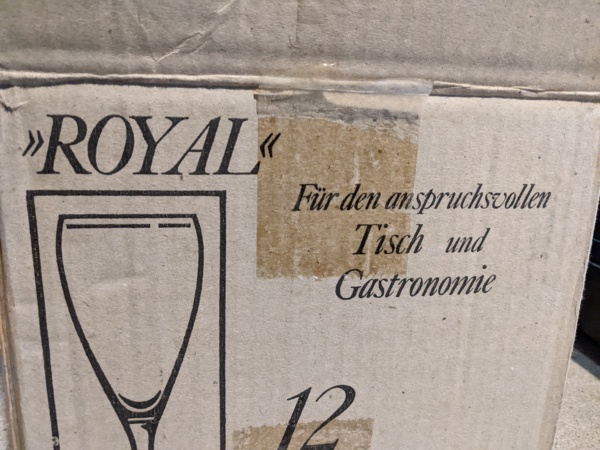 »ROYAL«
Für den anspruchsvollen
Tisch und
Gastronomie
12